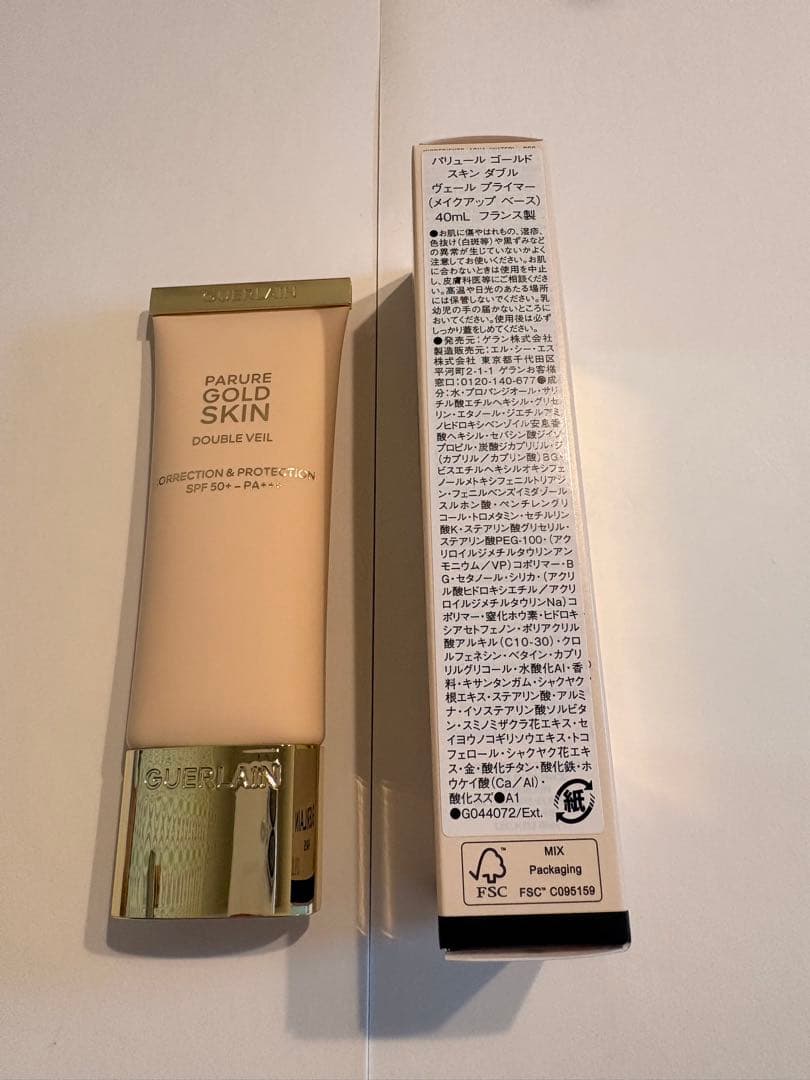 GUERLAIN
PARURE
GOLD
SKIN
DOUBLE VEIL
CORRECTION & PROTECTION
SPF 50+ – PA+++
GUERLAIN
パリュール ゴールド
スキン ダブル
ヴェール プライマー
(メイクアップ ベース)
40mL フランス製
●お肌に傷やはれもの、湿疹、
色抜け(白斑等)や黒ずみなど
の異常が生じていないかよく
注意してお使いください。お肌
に合わないときは使用を中止
し、皮膚科医等にご相談くださ
い。高温や日光のあたる場所
には保管しないでください。乳
幼児の手の届かないところに
おいてください。使用後は必ず
しっかり蓋をしめてください。
●発売元:ゲラン株式会社
製造販売元:エル・シー・エス
株式会社 東京都千代田区
平河町2-1-1 ゲランお客様
窓口:0120-140-677●成
分:水・プロパンジオール・サリ
チル酸エチルヘキシル・グリセ
リン・エタノール・ジエチルアミ
ノヒドロキシベンゾイル安息香
酸ヘキシル・セバシン酸ジイソ
プロピル・炭酸ジカプリリル・ジ
(カプリル/カプリン酸)BG・
ビスエチルヘキシルオキシフェ
ノールメトキシフェニルトリアジ
ン・フェニルベンズイミダゾール
スルホン酸・ペンチレングリ
コール・トロメタミン・セチルリン
酸K・ステアリン酸グリセリル・
ステアリン酸PEG-100・(アク
リロイルジメチルタウリンアン
モニウム/VP)コポリマー・B
G・セタノール・シリカ・(アクリ
ル酸ヒドロキシエチル/アクリ
ロイルジメチルタウリンNa)コ
ポリマー・窒化ホウ素・ヒドロキ
シアセトフェノン・ポリアクリル
酸アルキル(C10-30)・クロ
ルフェネシン・ベタイン・カプリ
リルグリコール・水酸化Al・香
料・キサンタンガム・シャクヤク
根エキス・ステアリン酸・アルミ
ナ・イソステアリン酸ソルビタ
ン・スミノミザクラ花エキス・セ
イヨウノコギリソウエキス・トコ
フェロール・シャクヤク花エキ
ス・金・酸化チタン・酸化鉄・ホ
ウケイ酸(Ca/Al)・
酸化スズ●A1
●G044072/Ext.
紙
FSC
MIX
Packaging
FSC™ C095159